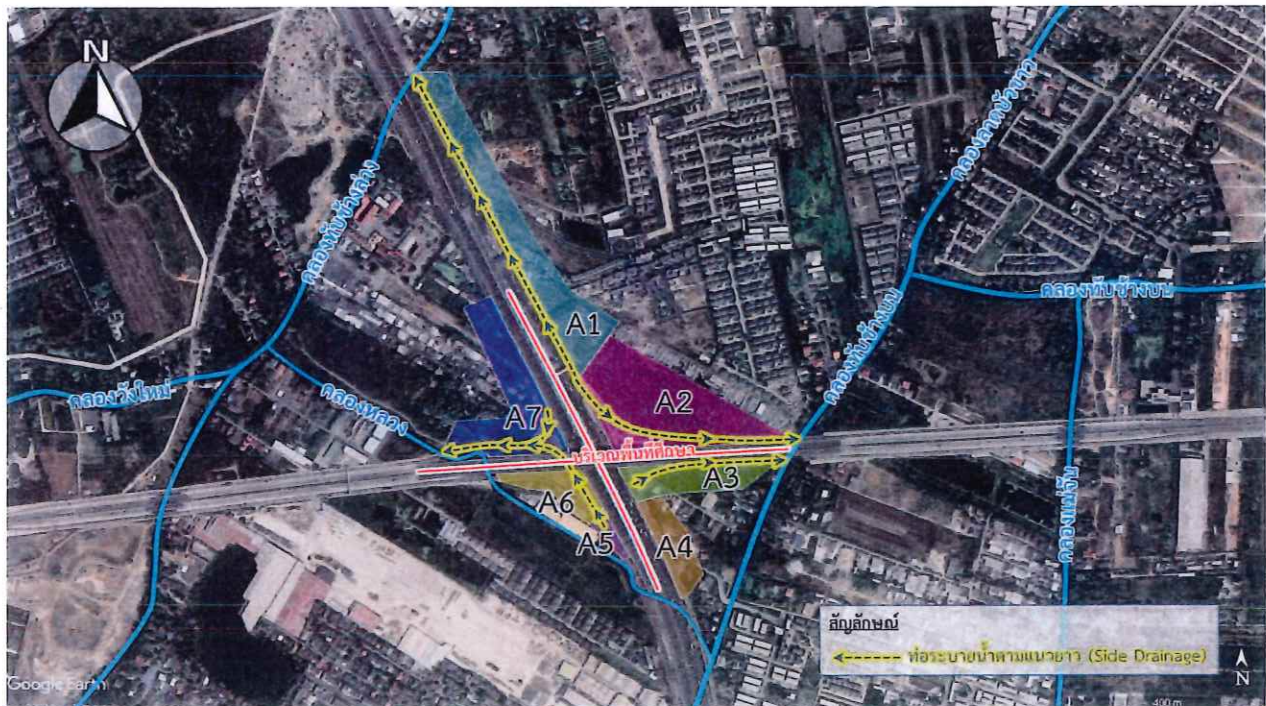 N
คลองลาดบัวขาว
คลองทับช้างล่าง
คลองทับช้างบน
คลองทับช้างบน
A1
คลองวังใหม่
คลองหลวง
A2
A7
บริเวณพื้นที่ศึกษา
A3
A6
A5
A4
คลองแม่จัน
สัญลักษณ์
ท่อระบายน้ำตามแนวยาว (Side Drainage)
Google Earth
400 m
N